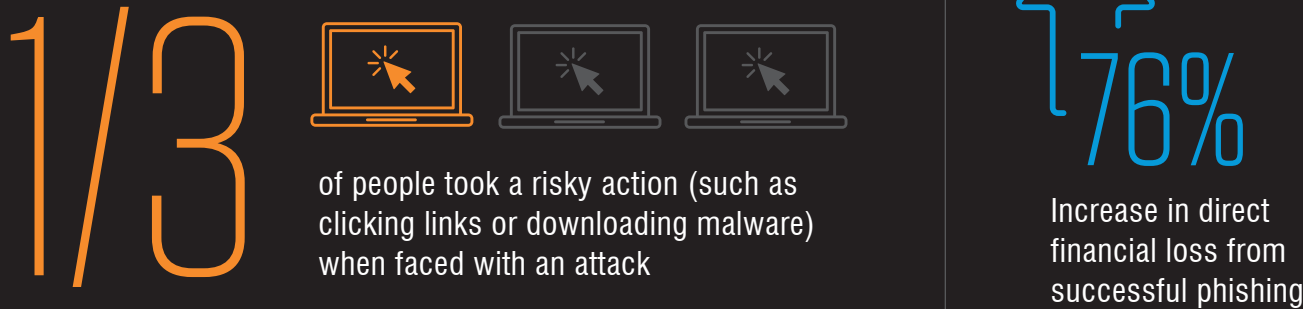 1/3
of people took a risky action (such as
clicking links or downloading malware)
when faced with an attack
76%
Increase in direct
financial loss from
successful phishing